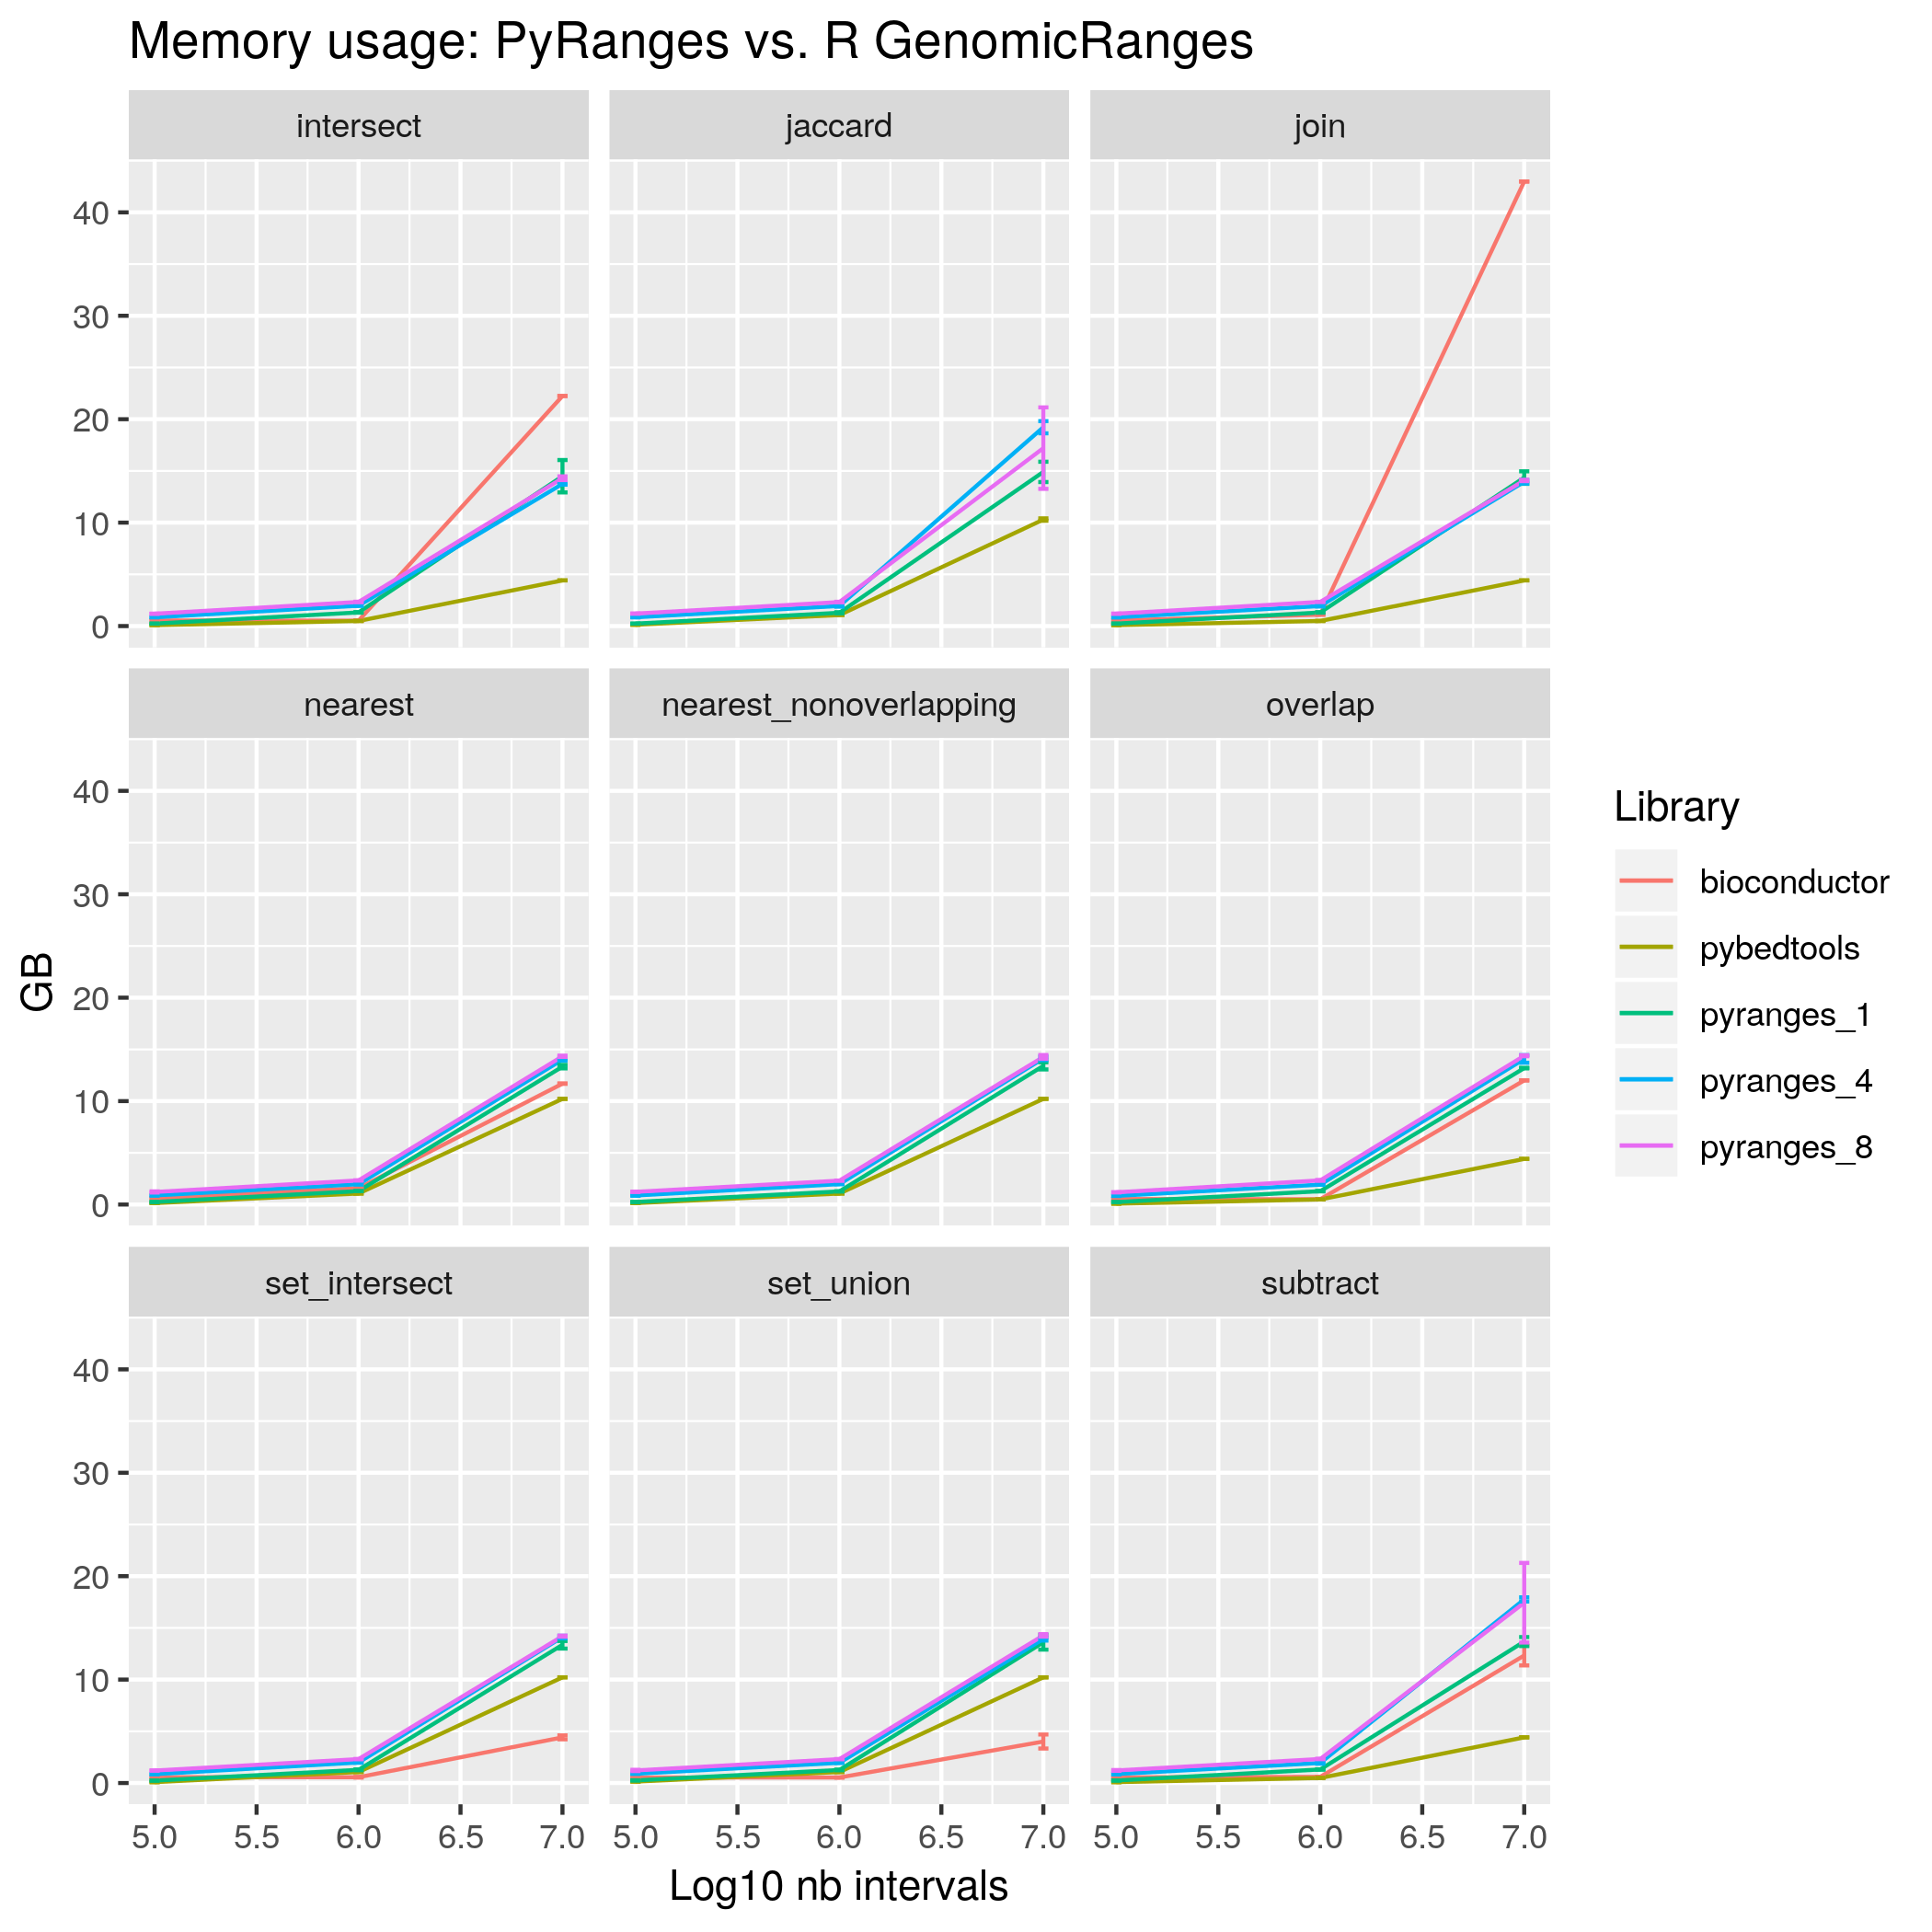 Memory usage: PyRanges vs. R GenomicRanges
intersect
jaccard
join
40
30
20
10
0
nearest
nearest_nonoverlapping
overlap
40
30
20
10
0
set_intersect
set_union
subtract
40
30
20
10
0
5.0 5.5 6.0 6.5 7.0
5.0 5.5 6.0 6.5 7.0
5.0 5.5 6.0 6.5 7.0
Log10 nb intervals
GB
Library
bioconductor
pybedtools
pyranges_1
pyranges_4
pyranges_8